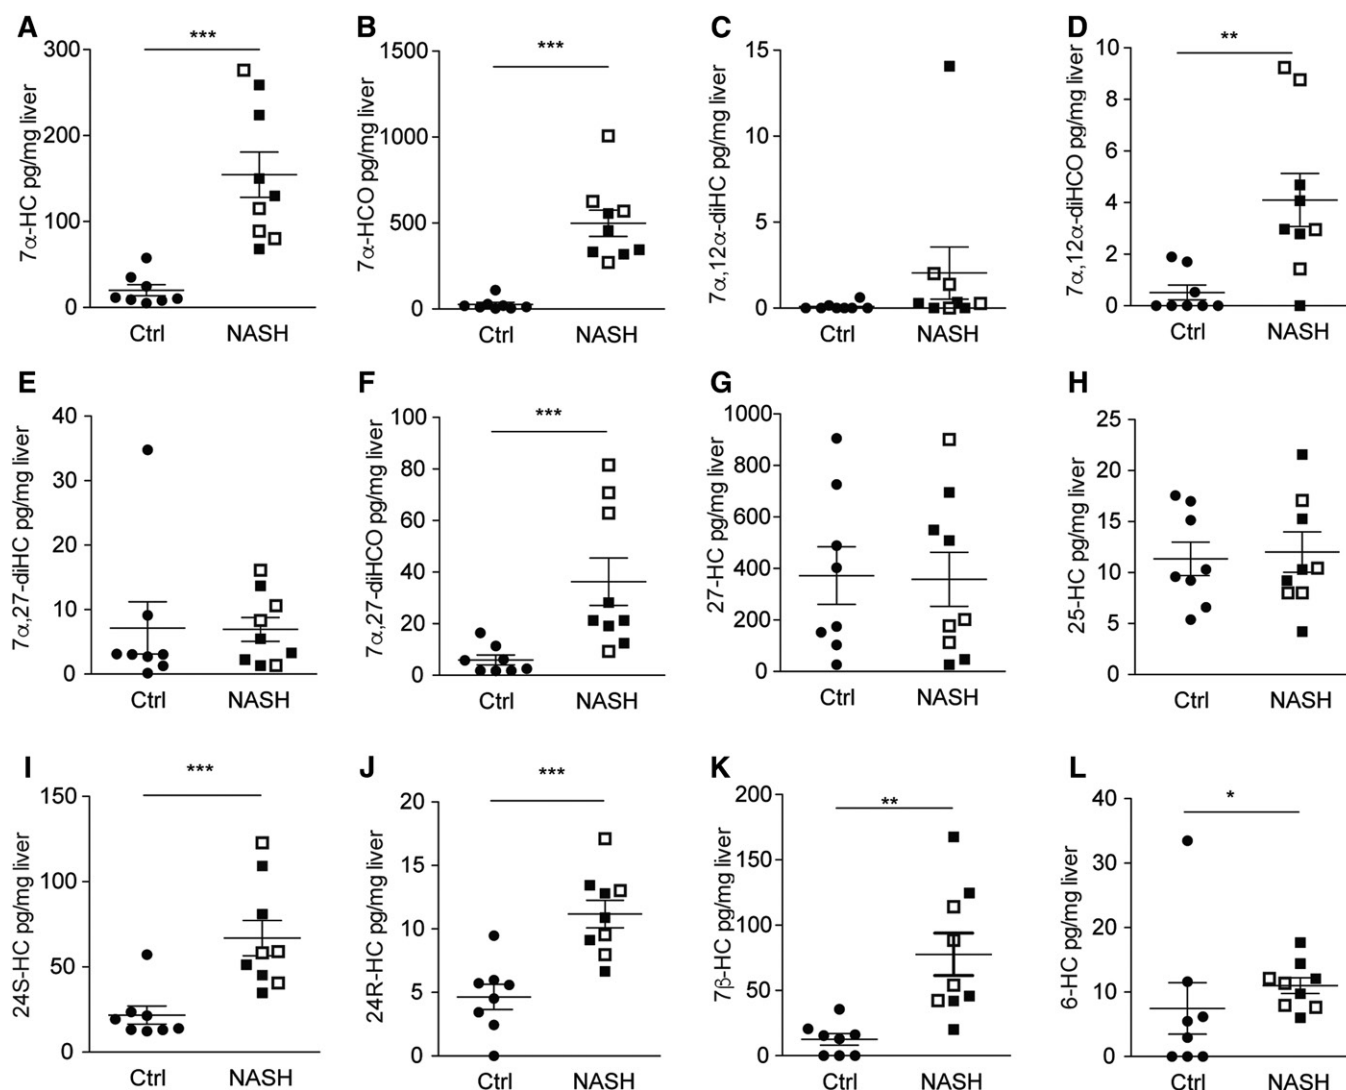 A
***
7α-HC pg/mg liver
300
200
100
0
Ctrl
NASH
B
***
7α-HCO pg/mg liver
1500
1000
500
0
Ctrl
NASH
C
7α,12α-diHC pg/mg liver
15
10
5
0
Ctrl
NASH
D
**
7α,12α-diHCO pg/mg liver
10
8
6
4
2
0
Ctrl
NASH
E
7α,27-diHC pg/mg liver
40
30
20
10
0
Ctrl
NASH
F
***
7α,27-diHCO pg/mg liver
100
80
60
40
20
0
Ctrl
NASH
G
27-HC pg/mg liver
1000
800
600
400
200
0
Ctrl
NASH
H
25-HC pg/mg liver
25
20
15
10
5
0
Ctrl
NASH
I
***
24S-HC pg/mg liver
150
100
50
0
Ctrl
NASH
J
***
24R-HC pg/mg liver
20
15
10
5
0
Ctrl
NASH
K
**
7β-HC pg/mg liver
200
150
100
50
0
Ctrl
NASH
L
*
6-HC pg/mg liver
40
30
20
10
0
Ctrl
NASH